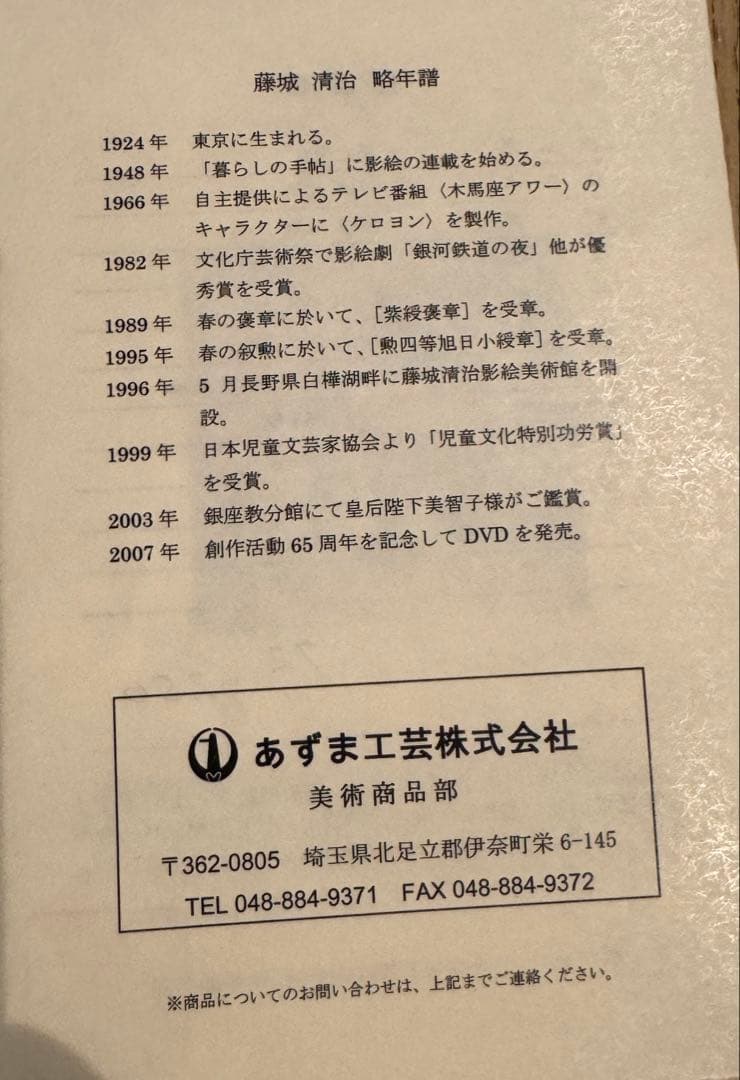 藤城 清治 略年譜
1924年 東京に生まれる。
1948年 「暮らしの手帖」に影絵の連載を始める。
1966年 自主提供によるテレビ番組〈木馬座アワー〉の
キャラクターに〈ケロヨン〉を製作。
1982年 文化庁芸術祭で影絵劇「銀河鉄道の夜」他が優
秀賞を受賞。
1989年 春の褒章に於いて、[紫綬褒章]を受章。
1995年 春の叙勲に於いて、[勲四等旭日小綬章]を受章。
1996年 5 月長野県白樺湖畔に藤城清治影絵美術館を開
設。
1999年 日本児童文芸家協会より「児童文化特別功労賞」
を受賞。
2003年 銀座教分館にて皇后陛下美智子様がご鑑賞。
2007年 創作活動65周年を記念してDVDを発売。
あずま工芸株式会社
美術商品部
〒362-0805 埼玉県北足立郡伊奈町栄6-145
TEL 048-884-9371 FAX 048-884-9372
※商品についてのお問い合わせは、上記までご連絡ください。